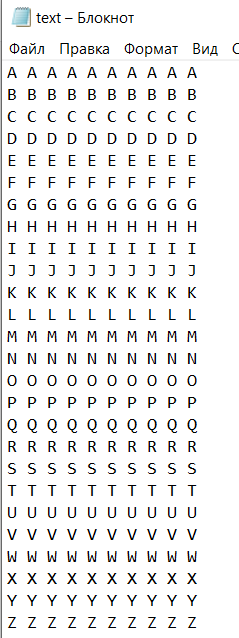 text – Блокнот
Файл Правка Формат Вид
A A A A A A A A A A
B B B B B B B B B B
C C C C C C C C C C
D D D D D D D D D D
E E E E E E E E E E
F F F F F F F F F F
G G G G G G G G G G
H H H H H H H H H H
I I I I I I I I I I
J J J J J J J J J J
K K K K K K K K K K
L L L L L L L L L L
M M M M M M M M M M
N N N N N N N N N N
O O O O O O O O O O
P P P P P P P P P P
Q Q Q Q Q Q Q Q Q Q
R R R R R R R R R R
S S S S S S S S S S
T T T T T T T T T T
U U U U U U U U U U
V V V V V V V V V V
W W W W W W W W W W
X X X X X X X X X X
Y Y Y Y Y Y Y Y Y Y
Z Z Z Z Z Z Z Z Z Z